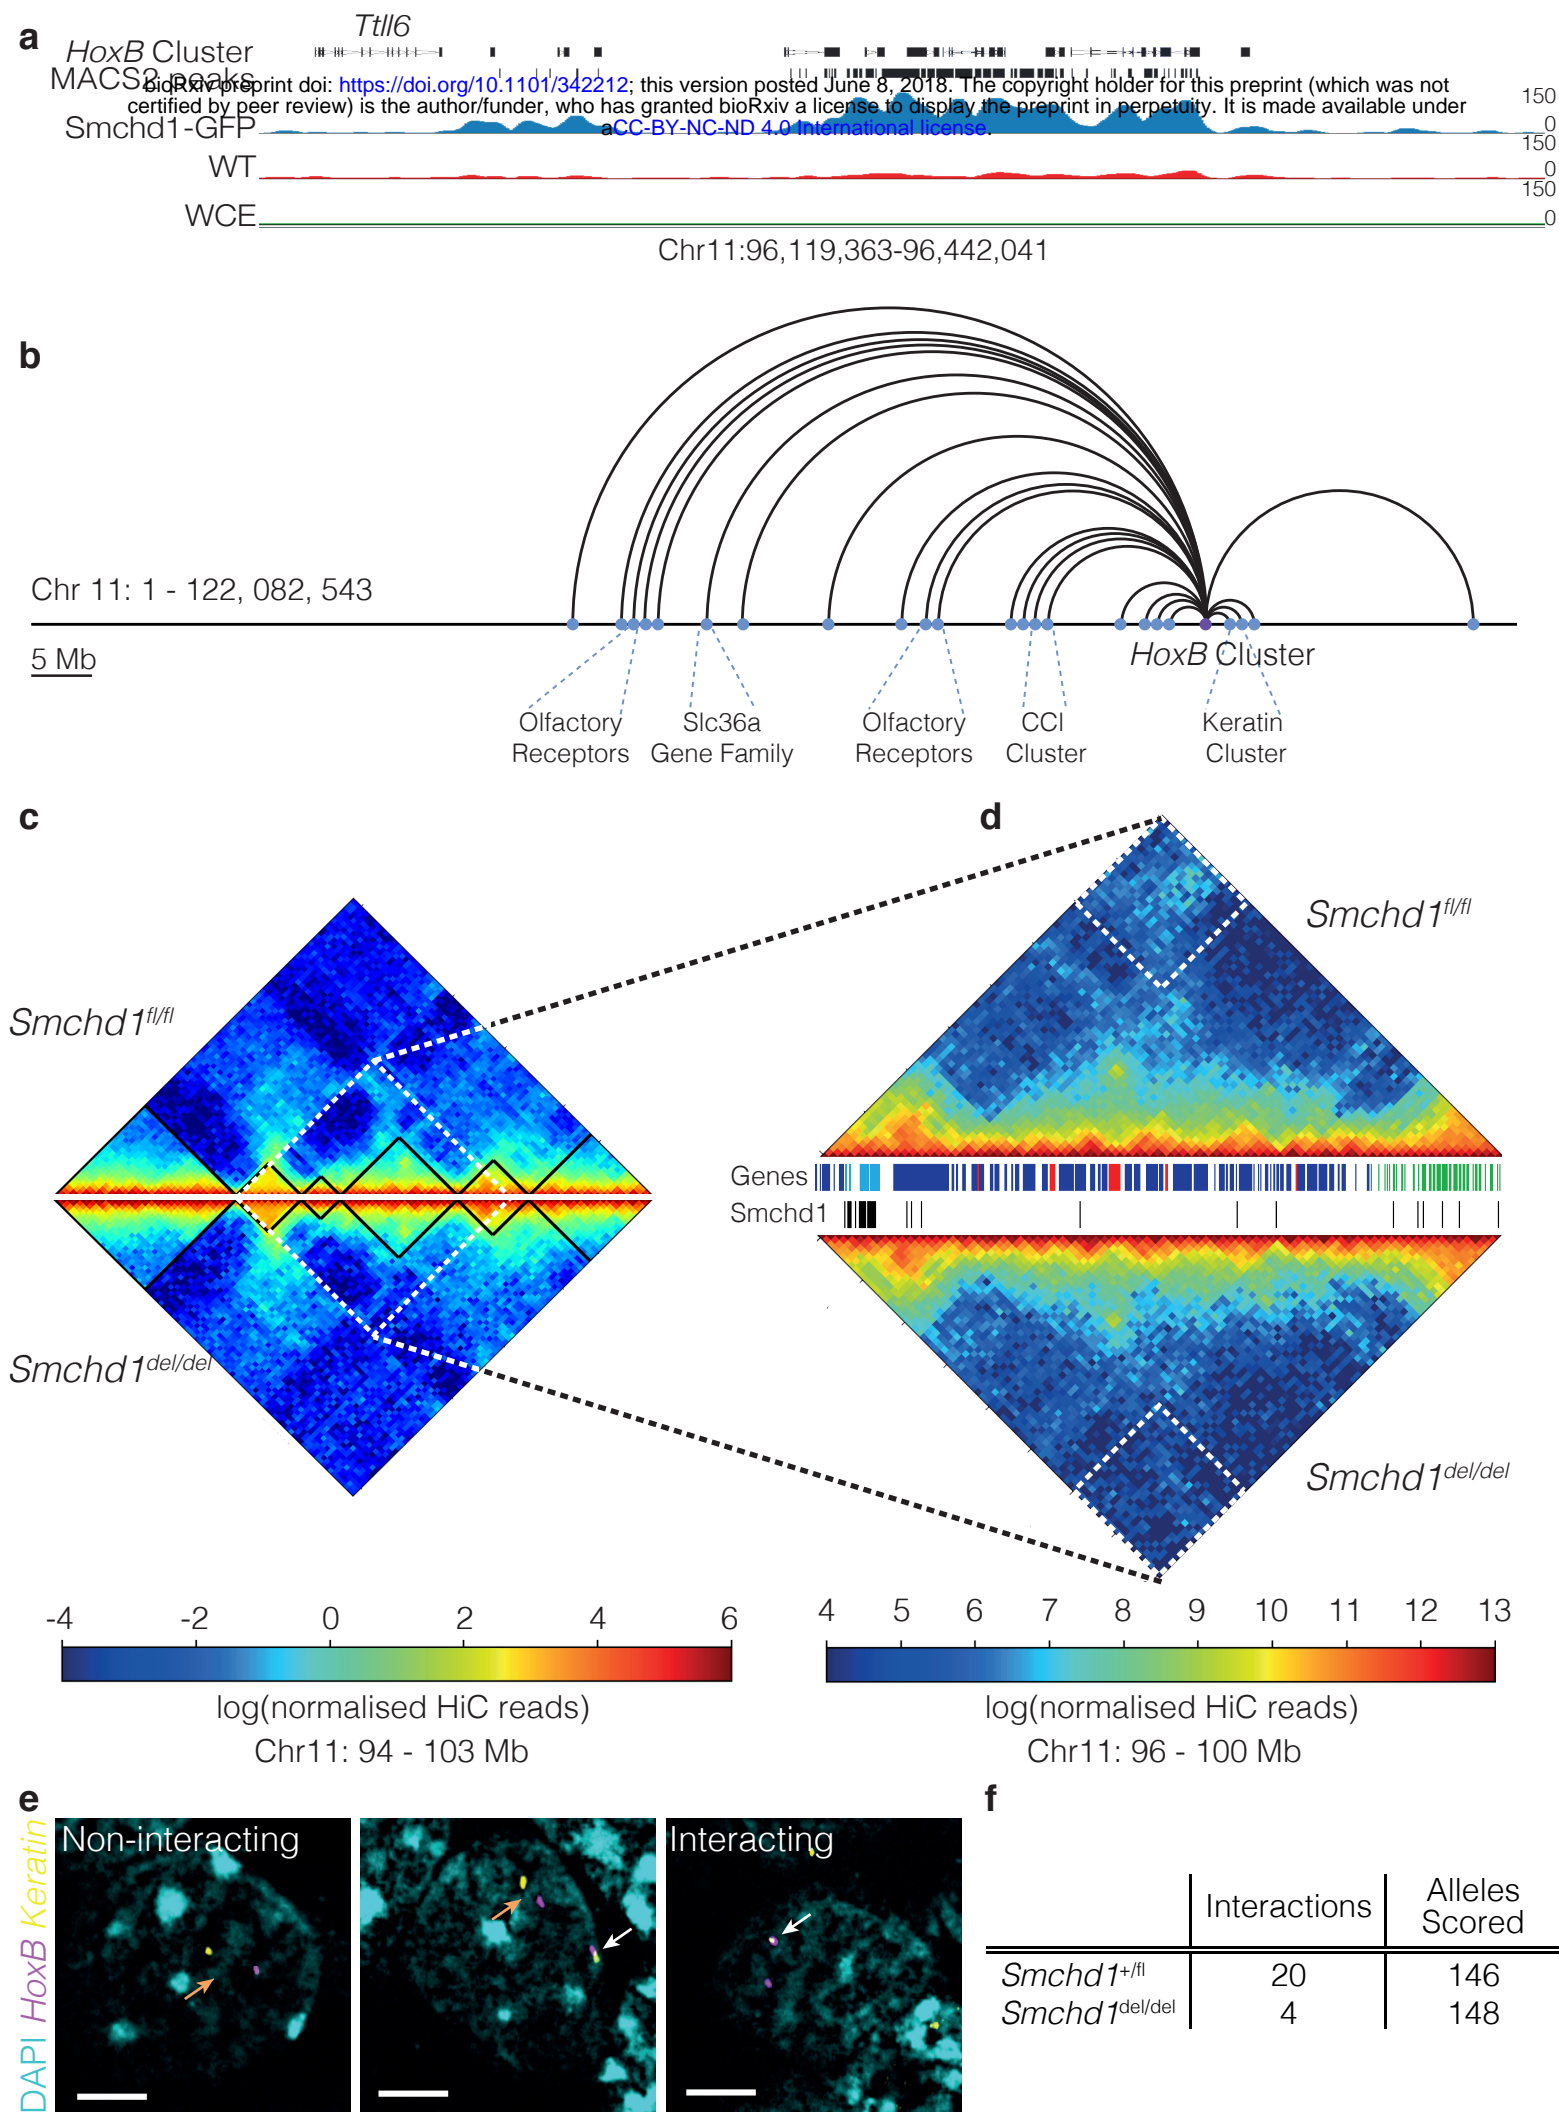 a
Ttll6
HoxB Cluster
MACS2 peaks
bioRxiv preprint doi: https://doi.org/10.1101/342212; this version posted June 8, 2018. The copyright holder for this preprint (which was not
certified by peer review) is the author/funder, who has granted bioRxiv a license to display the preprint in perpetuity. It is made available under
aCC-BY-NC-ND 4.0 International license.
Smchd1-GFP
150
0
WT
150
0
WCE
150
0
Chr11:96,119,363-96,442,041
b
Chr 11: 1 - 122, 082, 543
5 Mb
HoxB Cluster
Olfactory
Receptors
Slc36a
Gene Family
Olfactory
Receptors
CCl
Cluster
Keratin
Cluster
c
d
Smchd1fl/fl
Smchd1fl/fl
Genes
Smchd1
Smchd1del/del
Smchd1del/del
-4 -2 0 2 4 6
log(normalised HiC reads)
Chr11: 94 - 103 Mb
4 5 6 7 8 9 10 11 12 13
log(normalised HiC reads)
Chr11: 96 - 100 Mb
e
DAPI HoxB Keratin
Non-interacting
Interacting
f
Interactions Alleles Scored
Smchd1+/fl 20 146
Smchd1del/del 4 148